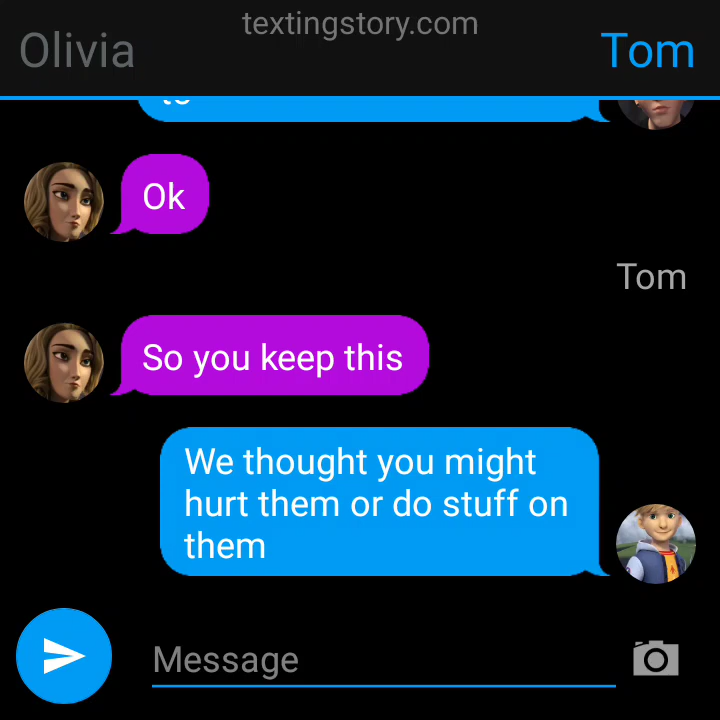 textingstory.com
Olivia
Tom
to
Ok
Tom
So you keep this
We thought you might
hurt them or do stuff on
them
Message